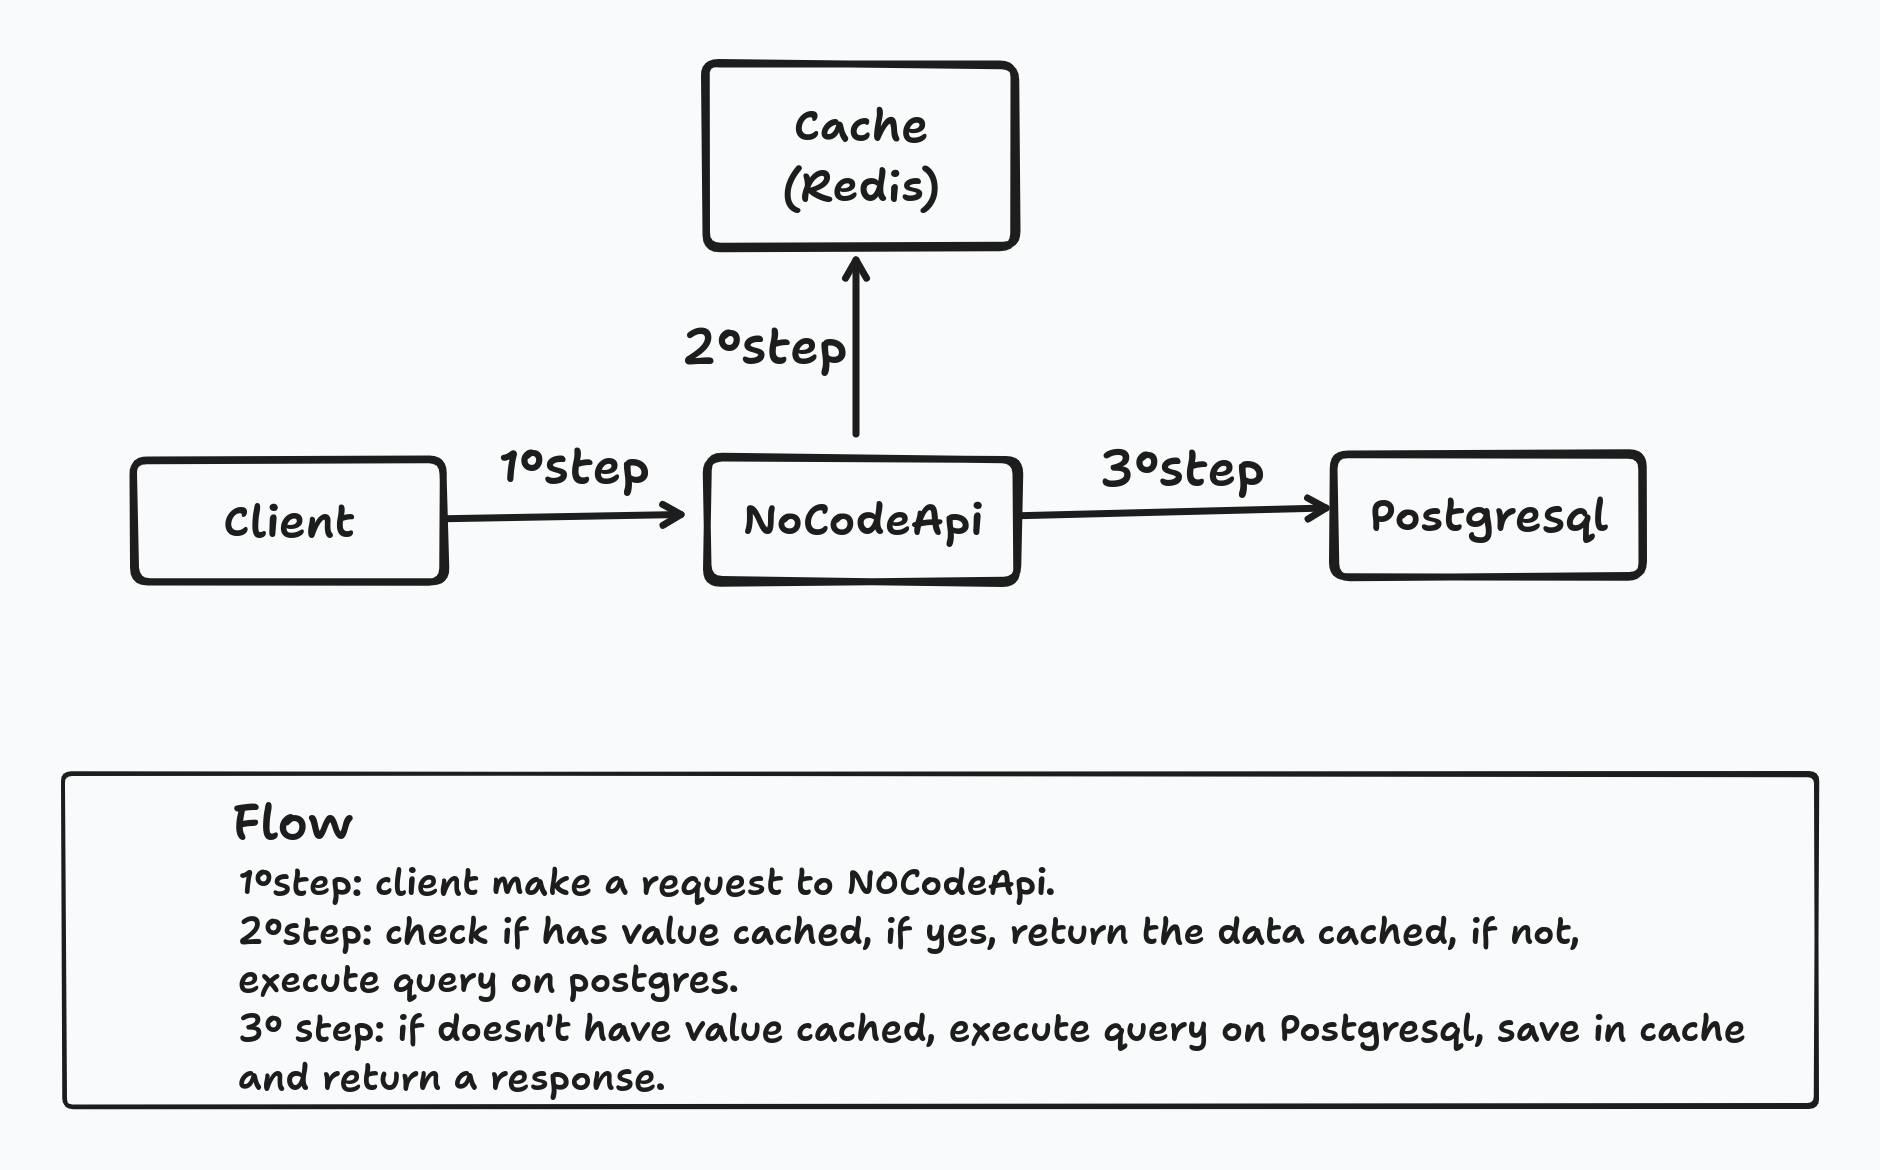 Cache
(Redis)
2ºstep
1ºstep
3ºstep
Client
NoCodeApi
Postgresql
Flow
1ºstep: client make a request to NOCodeApi.
2ºstep: check if has value cached, if yes, return the data cached, if not,
execute query on postgres.
3º step: if doesn't have value cached, execute query on Postgresql, save in cache
and return a response.